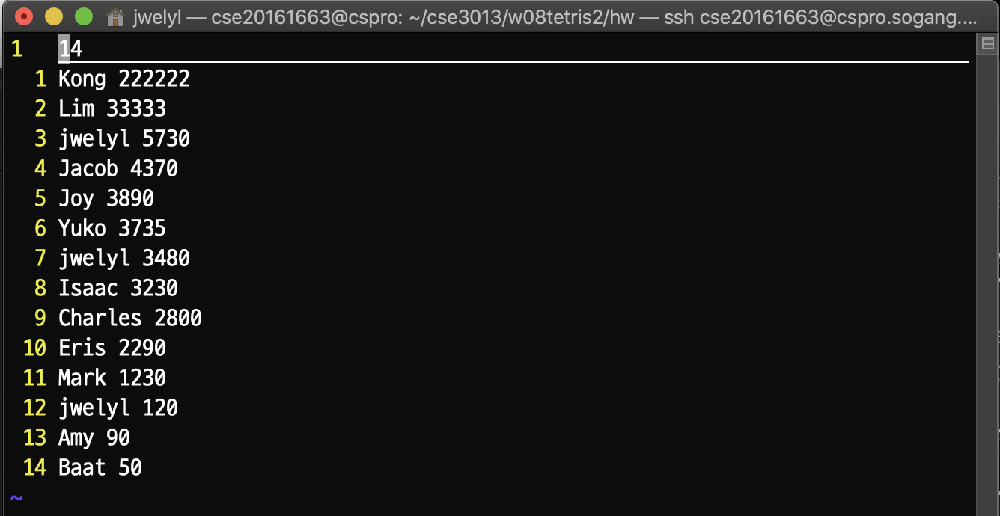 jwelyl — cse20161663@cspro: ~/cse3013/w08tetris2/hw — ssh cse20161663@cspro.sogang....
1 14
1 Kong 222222
2 Lim 33333
3 jwelyl 5730
4 Jacob 4370
5 Joy 3890
6 Yuko 3735
7 jwelyl 3480
8 Isaac 3230
9 Charles 2800
10 Eris 2290
11 Mark 1230
12 jwelyl 120
13 Amy 90
14 Baat 50
~